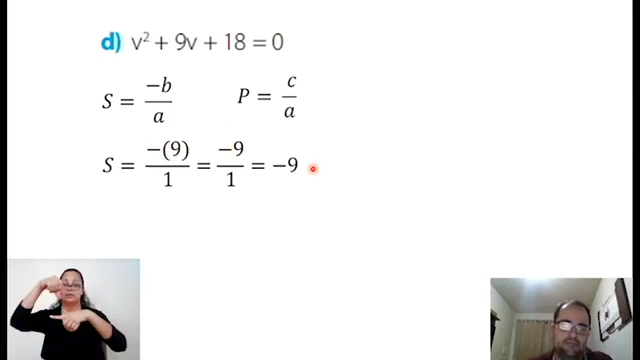 d) v² + 9v + 18 = 0
S = −b/a    P = c/a
S = −(9)/1 = −9/1 = −9